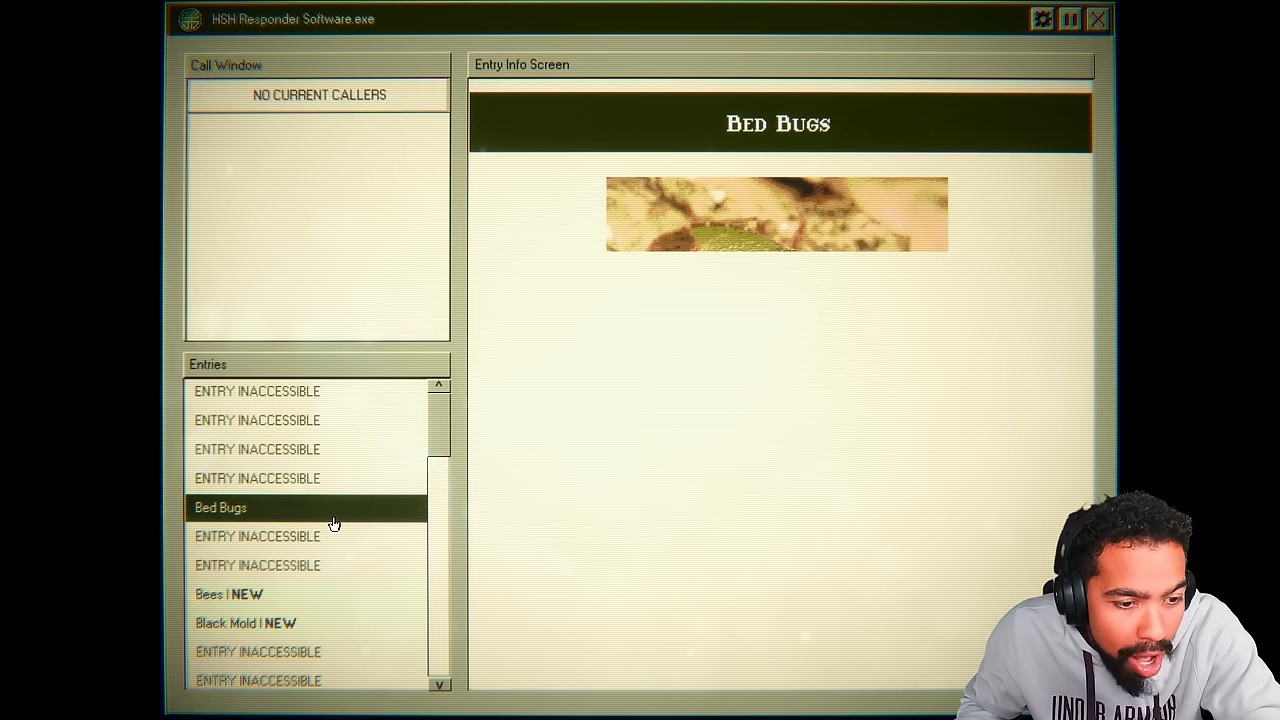 HSH Responder Software.exe
Call Window
NO CURRENT CALLERS
Entry Info Screen
Bed Bugs
Entries
ENTRY INACCESSIBLE
ENTRY INACCESSIBLE
ENTRY INACCESSIBLE
ENTRY INACCESSIBLE
Bed Bugs
ENTRY INACCESSIBLE
ENTRY INACCESSIBLE
Bees | NEW
Black Mold | NEW
ENTRY INACCESSIBLE
ENTRY INACCESSIBLE
UNDER ARMOUR